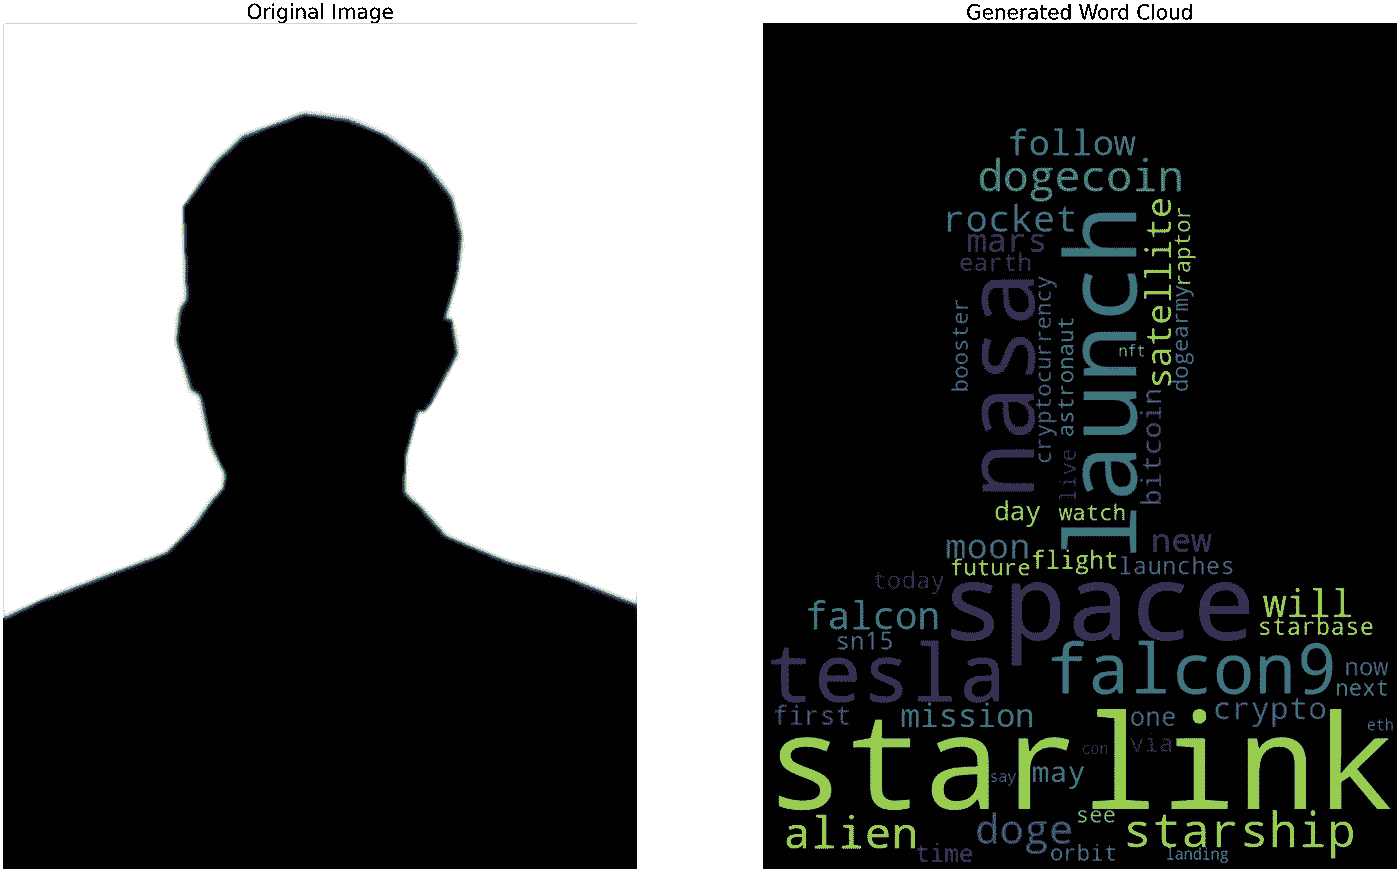 Original Image
Generated Word Cloud
follow
dogecoin
rocket
mars
earth
satellite
raptor
launch
nasa
booster
cryptocurrency
astronaut
nft
dogearmy
bitcoin
live
day
watch
moon
new
future
flight
launches
today
space
falcon
will
starbase
sn15
tesla
falcon9
now
next
first
mission
one
crypto
starlink
eth
con
via
say
may
alien
doge
see
starship
time
orbit
landing